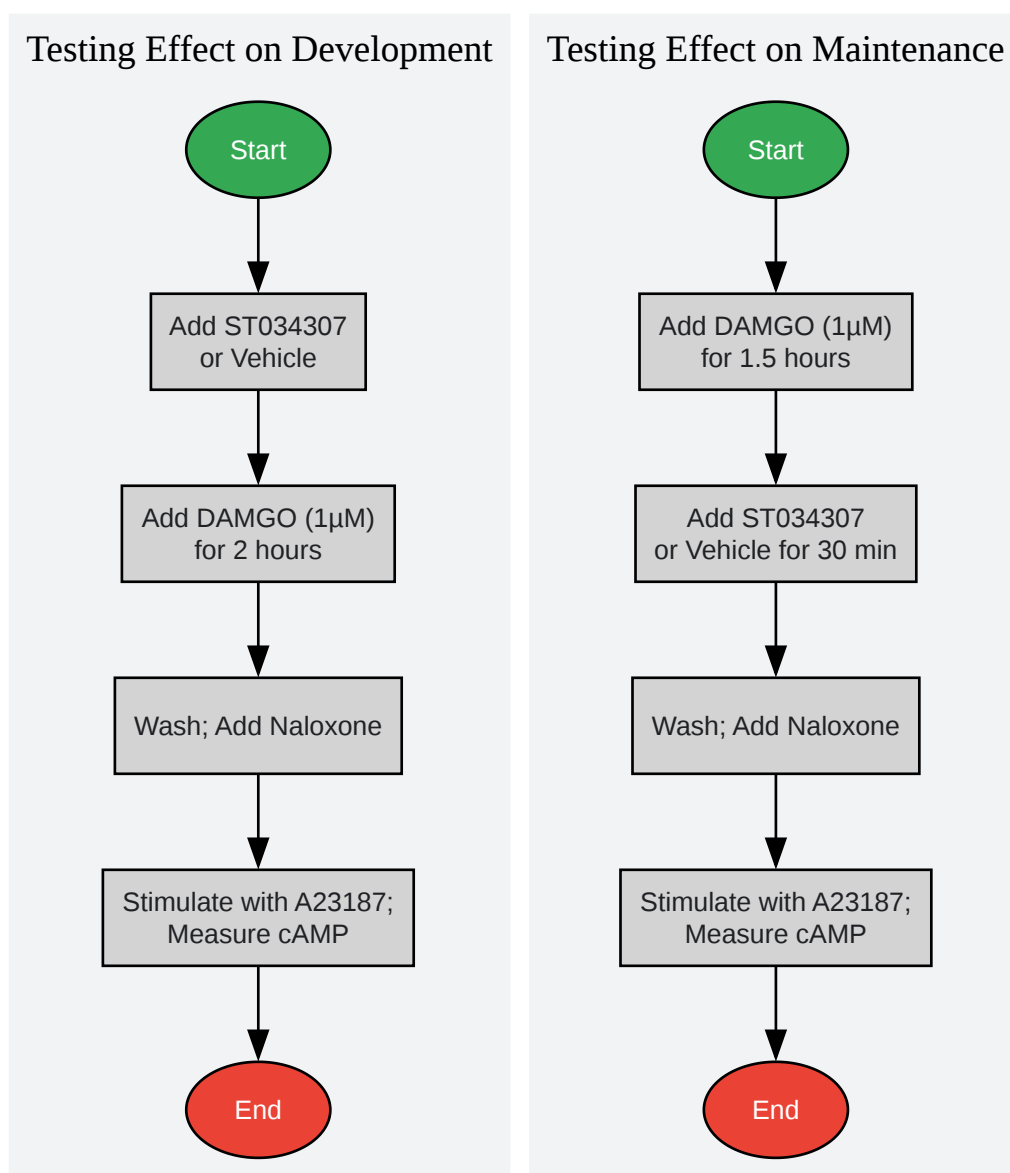 Testing Effect on Development
Start
Add ST034307
or Vehicle
Add DAMGO (1µM)
for 2 hours
Wash; Add Naloxone
Stimulate with A23187;
Measure cAMP
End
Testing Effect on Maintenance
Start
Add DAMGO (1µM)
for 1.5 hours
Add ST034307
or Vehicle for 30 min
Wash; Add Naloxone
Stimulate with A23187;
Measure cAMP
End